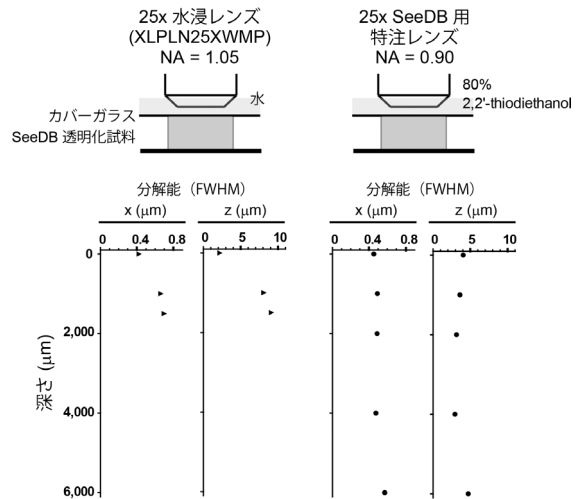 25x 水浸レンズ
(XLPLN25XWMP)
NA = 1.05
水
カバーガラス
SeeDB 透明化試料
25x SeeDB 用
特注レンズ
NA = 0.90
80%
2,2'-thiodiethanol
分解能（FWHM）
x (μm)
z (μm)
0 0.4 0.8
0 5 10
分解能（FWHM）
x (μm)
z (μm)
0 0.4 0.8
0 5 10
深さ (μm)
0
2,000
4,000
6,000